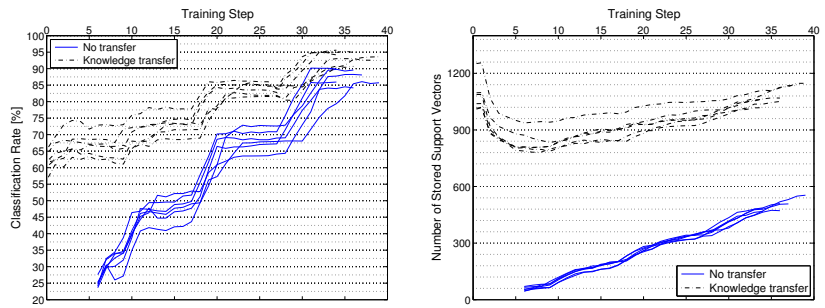 Training Step
0 5 10 15 20 25 30 35 40
100
95
90
85
80
75
70
65
60
55
50
45
40
35
30
25
20
Classification Rate [%]
No transfer
Knowledge transfer
Training Step
0 5 10 15 20 25 30 35 40
1200
900
600
300
0
Number of Stored Support Vectors
No transfer
Knowledge transfer